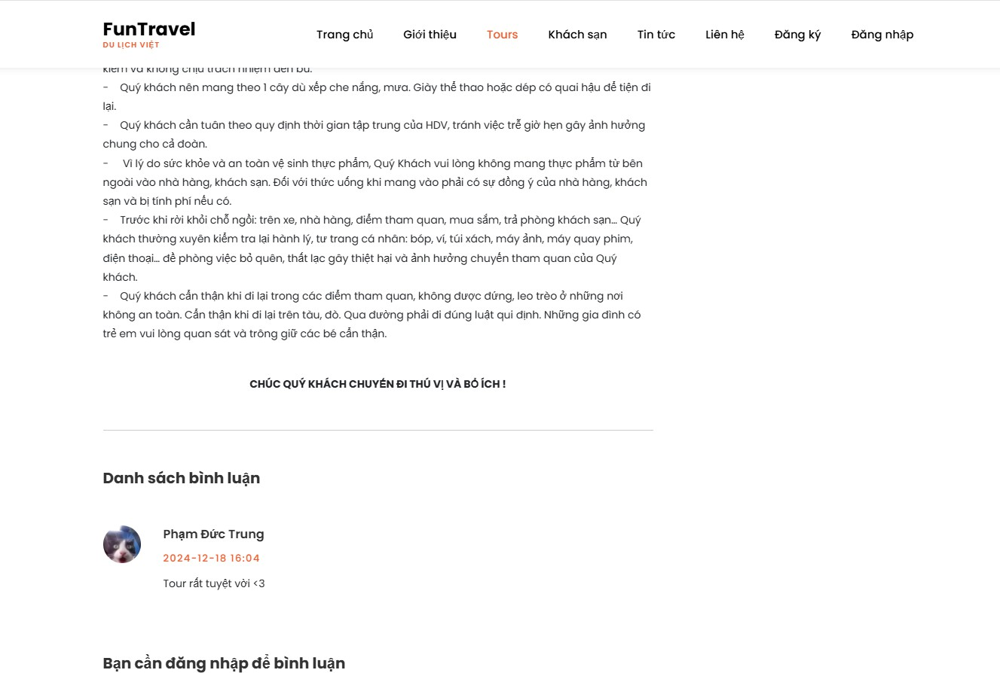 FunTravel
DU LỊCH VIỆT
Trang chủ Giới thiệu Tours Khách sạn Tin tức Liên hệ Đăng ký Đăng nhập
kiếm và không chịu trách nhiệm đền bù.
- Quý khách nên mang theo 1 cây dù xếp che nắng, mưa. Giày thể thao hoặc dép có quai hậu để tiện đi
lại.
- Quý khách cần tuân theo quy định thời gian tập trung của HDV, tránh việc trễ giờ hẹn gây ảnh hưởng
chung cho cả đoàn.
- Vì lý do sức khỏe và an toàn vệ sinh thực phẩm, Quý Khách vui lòng không mang thực phẩm từ bên
ngoài vào nhà hàng, khách sạn. Đối với thức uống khi mang vào phải có sự đồng ý của nhà hàng, khách
sạn và bị tính phí nếu có.
- Trước khi rời khỏi chỗ ngồi: trên xe, nhà hàng, điểm tham quan, mua sắm, trả phòng khách sạn… Quý
khách thường xuyên kiểm tra lại hành lý, tư trang cá nhân: bóp, ví, túi xách, máy ảnh, máy quay phim,
điện thoại… đề phòng việc bỏ quên, thất lạc gây thiệt hại và ảnh hưởng chuyến tham quan của Quý
khách.
- Quý khách cẩn thận khi đi lại trong các điểm tham quan, không được đứng, leo trèo ở những nơi
không an toàn. Cẩn thận khi đi lại trên tàu, đò. Qua đường phải đi đúng luật qui định. Những gia đình có
trẻ em vui lòng quan sát và trông giữ các bé cẩn thận.
CHÚC QUÝ KHÁCH CHUYẾN ĐI THÚ VỊ VÀ BỔ ÍCH !
Danh sách bình luận
Phạm Đức Trung
2024-12-18 16:04
Tour rất tuyệt vời <3
Bạn cần đăng nhập để bình luận